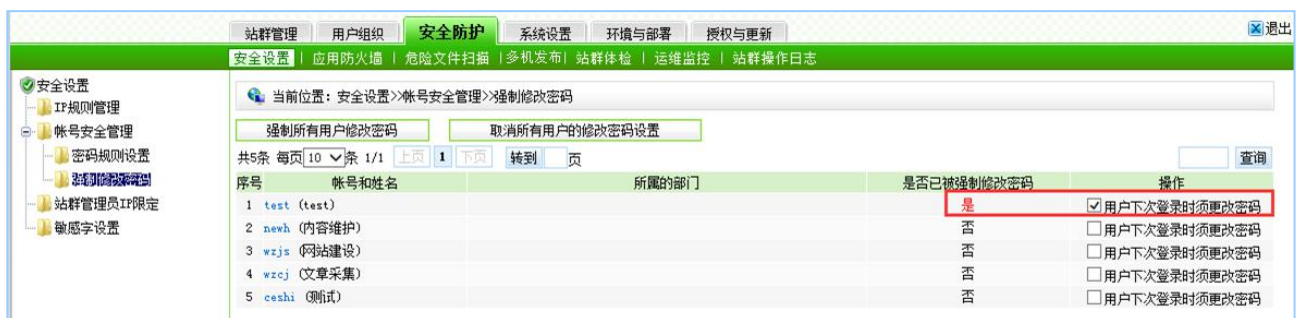 站群管理 用户组织 安全防护 系统设置 环境与部署 授权与更新 退出
安全设置 | 应用防火墙 | 危险文件扫描 | 多机发布 | 站群体检 | 运维监控 | 站群操作日志
安全设置
IP规则管理
帐号安全管理
密码规则设置
强制修改密码
站群管理员IP限定
敏感字设置
当前位置：安全设置>>帐号安全管理>>强制修改密码
强制所有用户修改密码 取消所有用户的修改密码设置
共5条 每页 10 条 1/1 上页 1 下页 转到 页 查询
序号 帐号和姓名 所属的部门 是否已被强制修改密码 操作
1 test (test) 是 用户下次登录时须更改密码
2 newh (内容维护) 否 用户下次登录时须更改密码
3 wzjs (网站建设) 否 用户下次登录时须更改密码
4 wzcj (文章采集) 否 用户下次登录时须更改密码
5 ceshi (测试) 否 用户下次登录时须更改密码